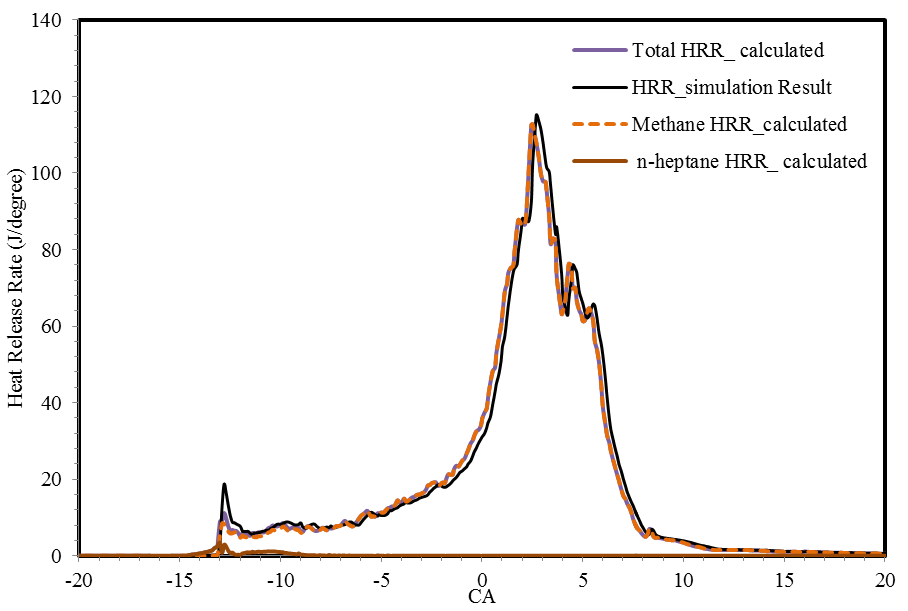 140
120
100
80
60
40
20
0
Heat Release Rate (J/degree)
Total HRR_ calculated
HRR_simulation Result
Methane HRR_calculated
n-heptane HRR_ calculated
-20 -15 -10 -5 0 5 10 15 20
CA